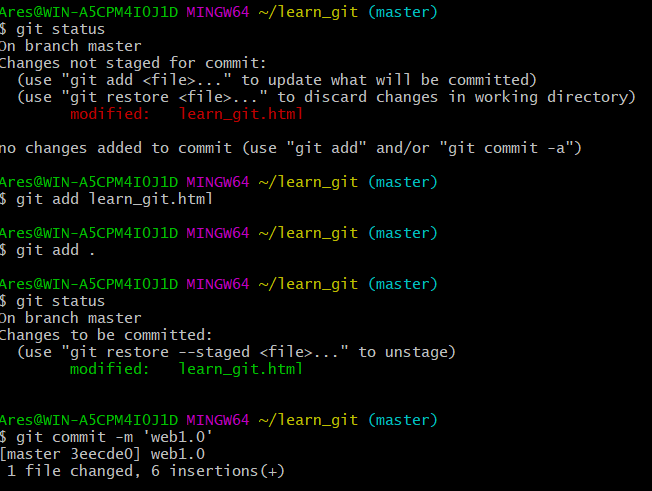 Ares@WIN-A5CPM4IOJ1D MINGW64 ~/learn_git (master)
$ git status
On branch master
Changes not staged for commit:
  (use "git add <file>..." to update what will be committed)
  (use "git restore <file>..." to discard changes in working directory)
        modified:   learn_git.html

no changes added to commit (use "git add" and/or "git commit -a")

Ares@WIN-A5CPM4IOJ1D MINGW64 ~/learn_git (master)
$ git add learn_git.html

Ares@WIN-A5CPM4IOJ1D MINGW64 ~/learn_git (master)
$ git add .

Ares@WIN-A5CPM4IOJ1D MINGW64 ~/learn_git (master)
$ git status
On branch master
Changes to be committed:
  (use "git restore --staged <file>..." to unstage)
        modified:   learn_git.html


Ares@WIN-A5CPM4IOJ1D MINGW64 ~/learn_git (master)
$ git commit -m 'web1.0'
[master 3eecde0] web1.0
 1 file changed, 6 insertions(+)